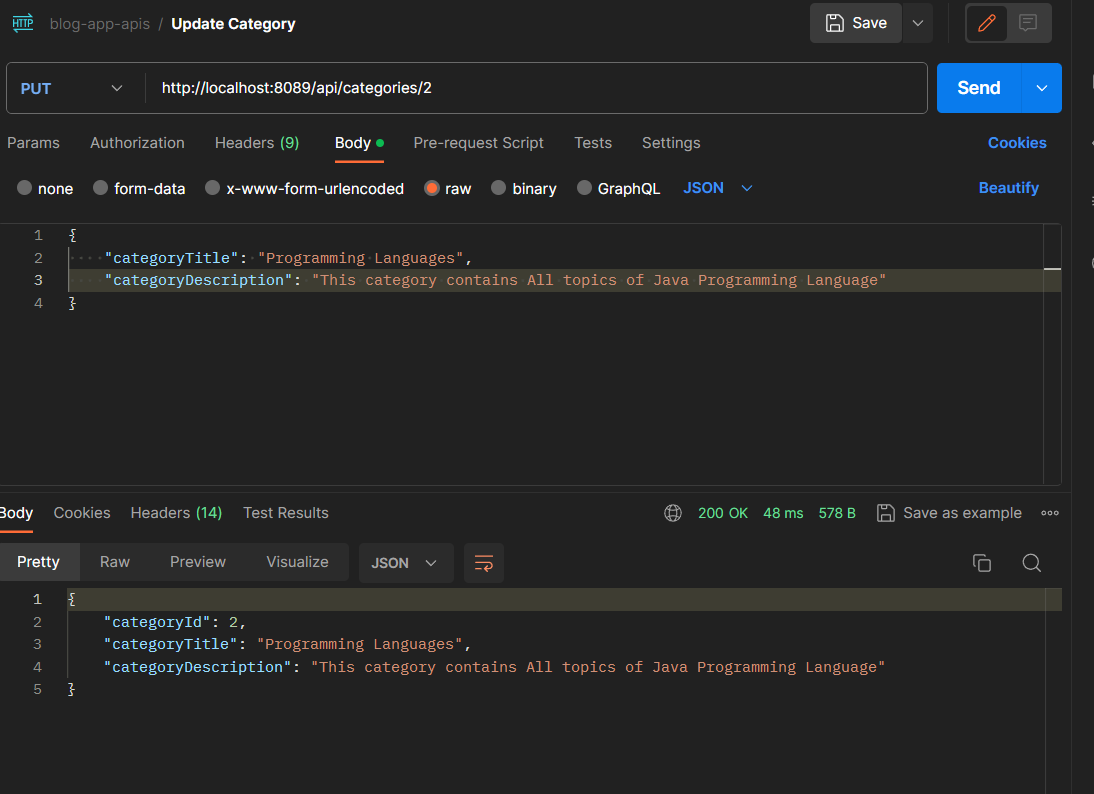 HTTP blog-app-apis / Update Category Save
PUT http://localhost:8089/api/categories/2 Send
Params Authorization Headers (9) Body Pre-request Script Tests Settings Cookies
none form-data x-www-form-urlencoded raw binary GraphQL JSON Beautify
1 {
2 "categoryTitle": "Programming Languages",
3 "categoryDescription": "This category contains All topics of Java Programming Language"
4 }
Body Cookies Headers (14) Test Results 200 OK 48 ms 578 B Save as example
Pretty Raw Preview Visualize JSON
1 {
2 "categoryId": 2,
3 "categoryTitle": "Programming Languages",
4 "categoryDescription": "This category contains All topics of Java Programming Language"
5 }